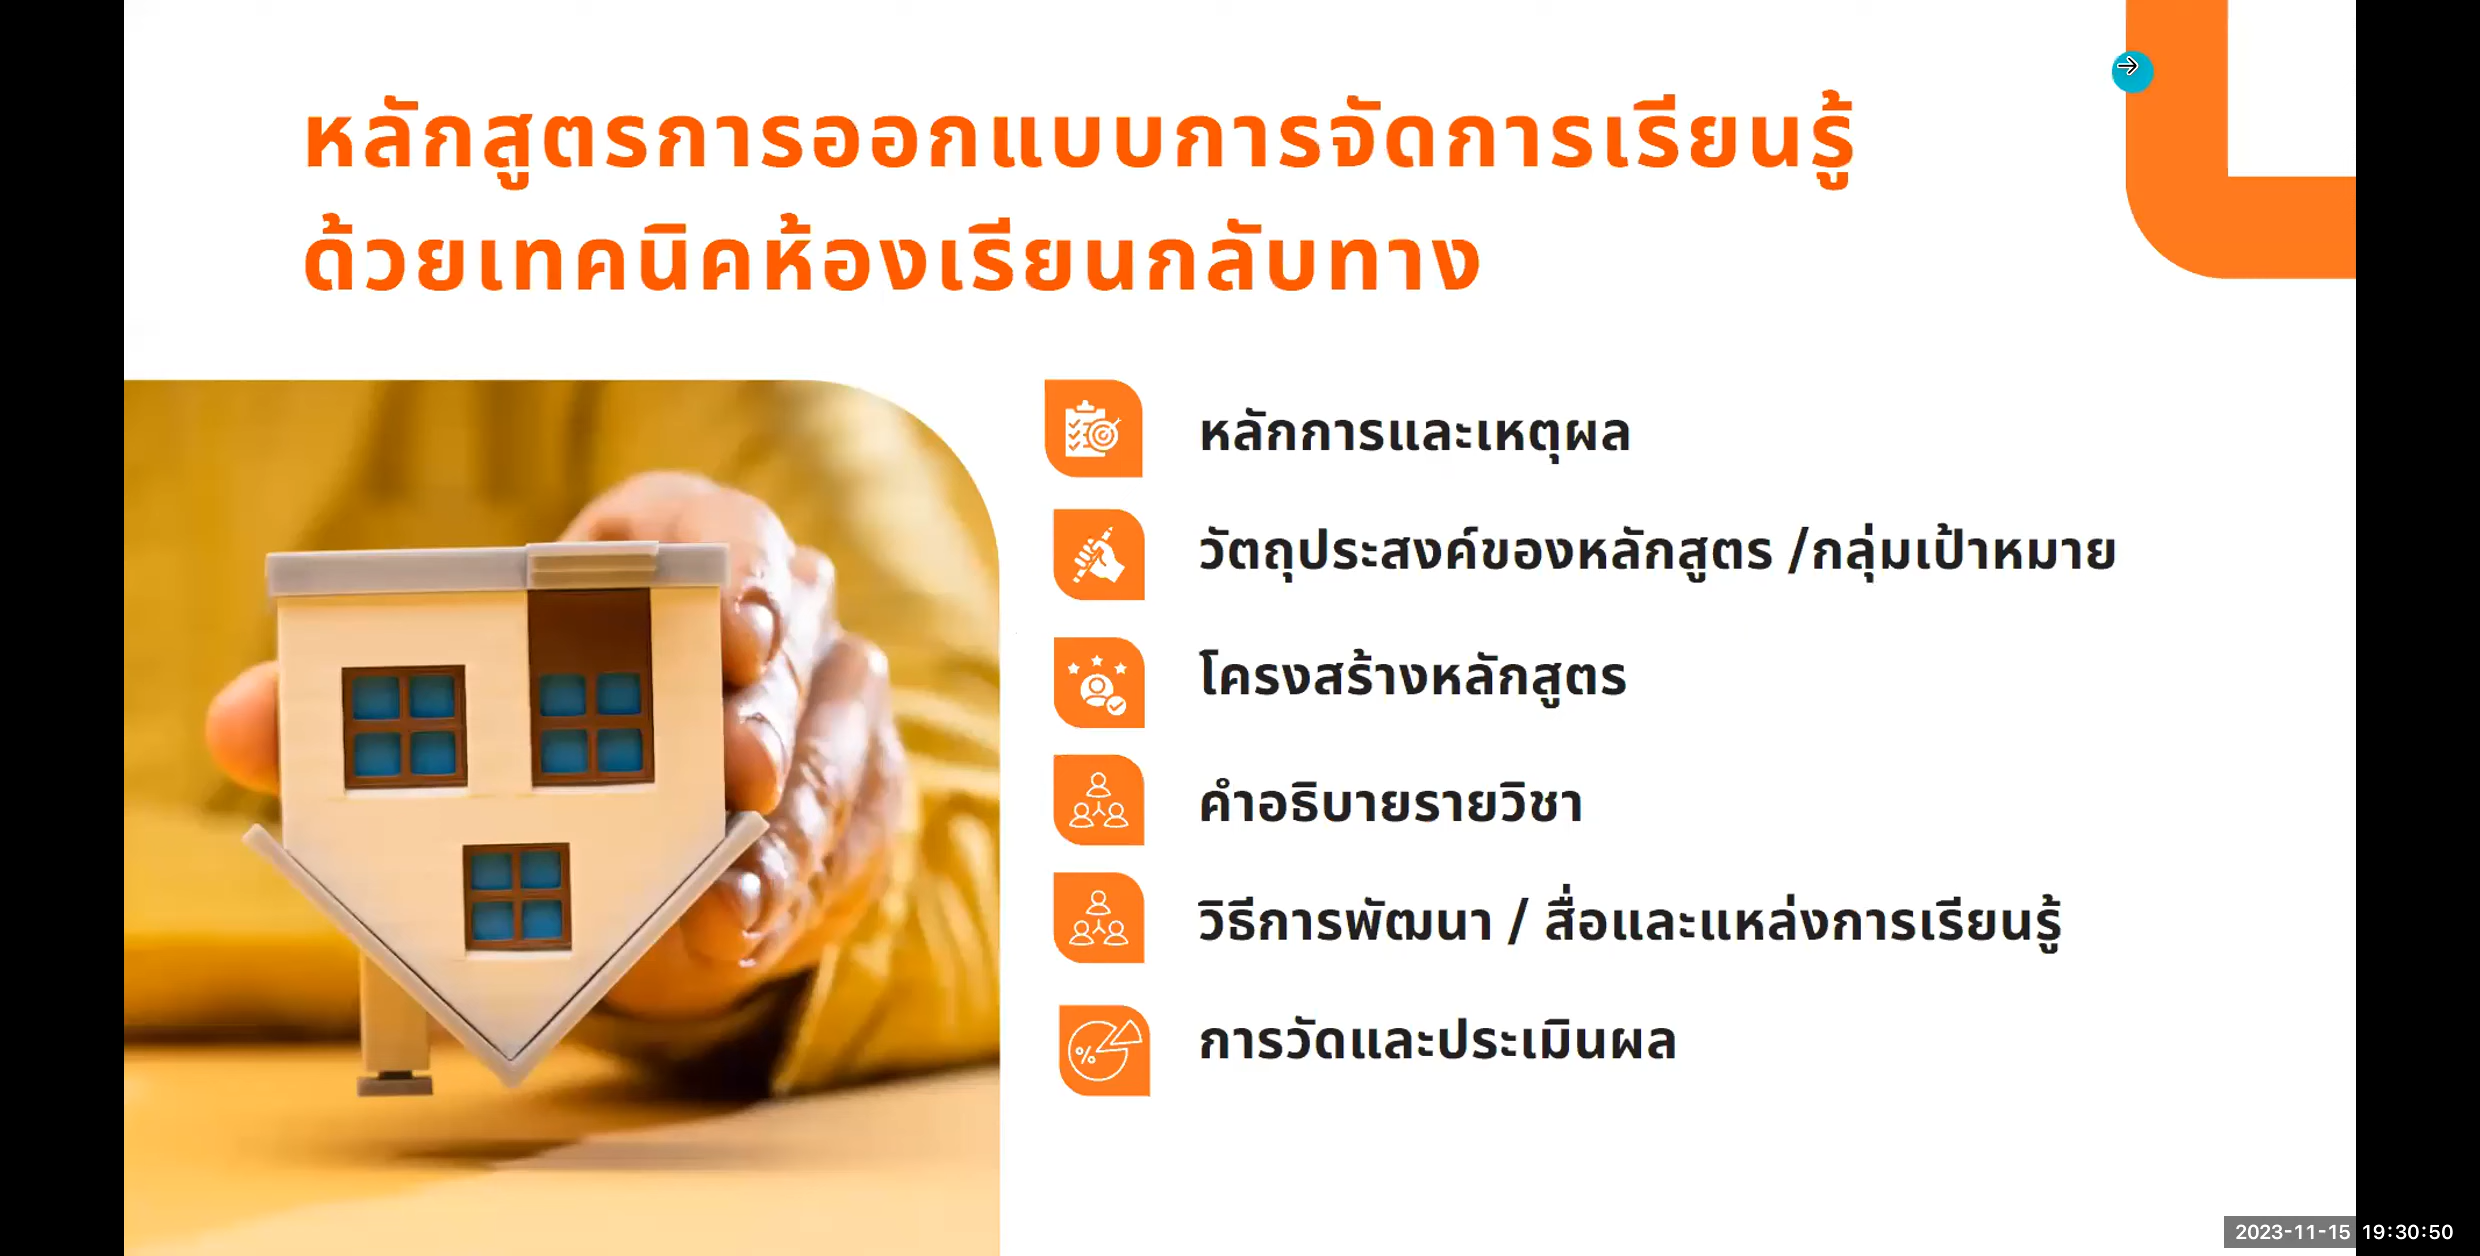 หลักสูตรการออกแบบการจัดการเรียนรู้
ด้วยเทคนิคห้องเรียนกลับทาง
หลักการและเหตุผล
วัตถุประสงค์ของหลักสูตร /กลุ่มเป้าหมาย
โครงสร้างหลักสูตร
คำอธิบายรายวิชา
วิธีการพัฒนา / สื่อและแหล่งการเรียนรู้
%
การวัดและประเมินผล
2023-11-15 19:30:50